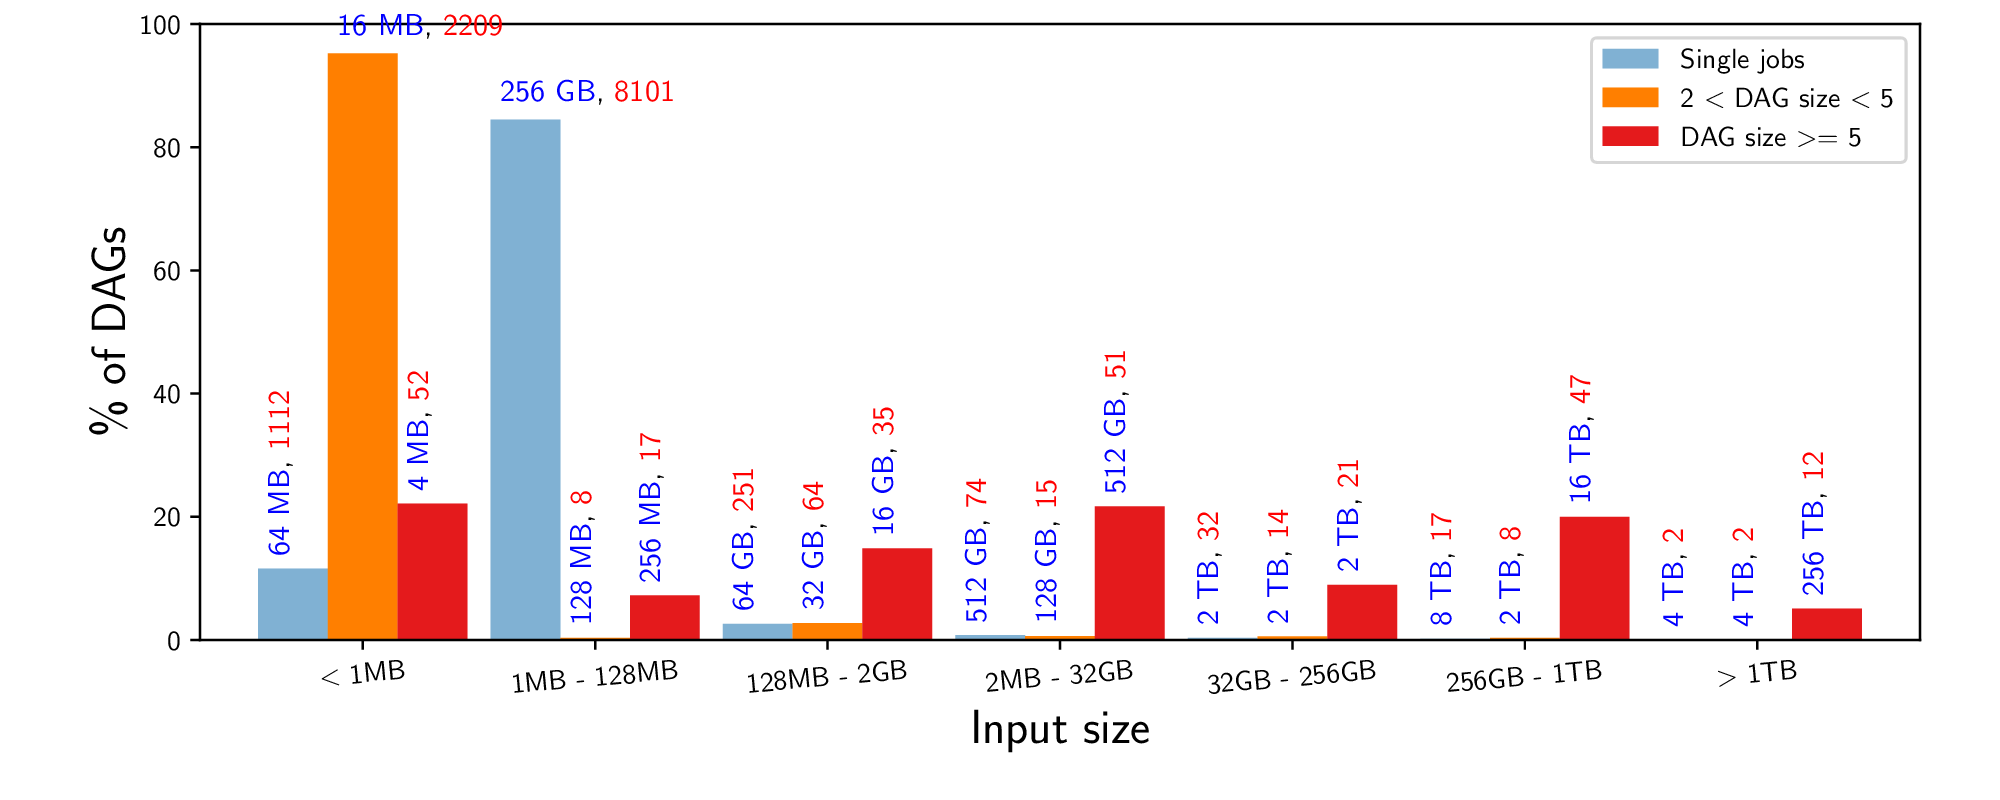 16 MB, 2209
256 GB, 8101
64 MB, 1112
4 MB, 52
128 MB, 8
256 MB, 17
64 GB, 251
32 GB, 64
16 GB, 35
512 GB, 74
128 GB, 15
512 GB, 51
2 TB, 32
2 TB, 14
2 TB, 21
8 TB, 17
2 TB, 8
16 TB, 47
4 TB, 2
4 TB, 2
256 TB, 12
Single jobs
2 < DAG size < 5
DAG size >= 5
% of DAGs
100
80
60
40
20
0
< 1MB
1MB - 128MB
128MB - 2GB
2MB - 32GB
32GB - 256GB
256GB - 1TB
> 1TB
Input size